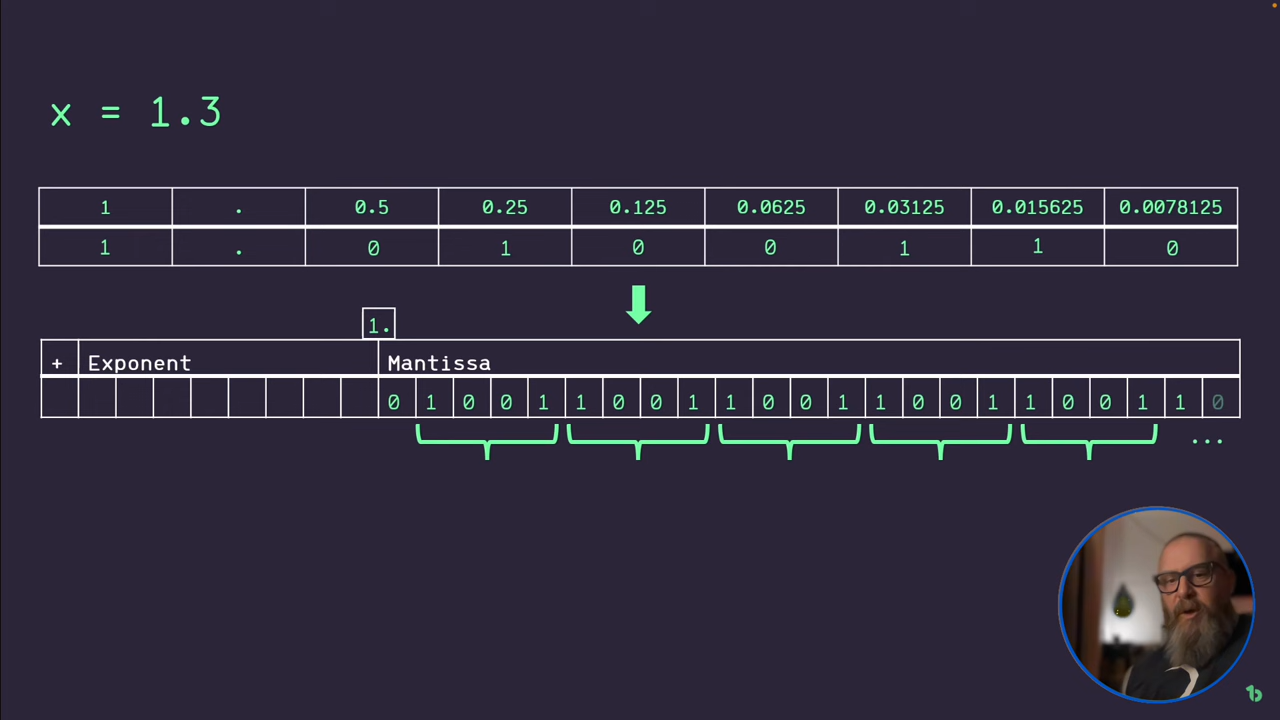 x = 1.3
1 . 0.5 0.25 0.125 0.0625 0.03125 0.015625 0.0078125
1 . 0 1 0 0 1 1 0
1.
+ Exponent Mantissa
0 1 0 0 1 1 0 0 1 1 0 0 1 1 0 0 1 1 0 0 1 1 0
...
b